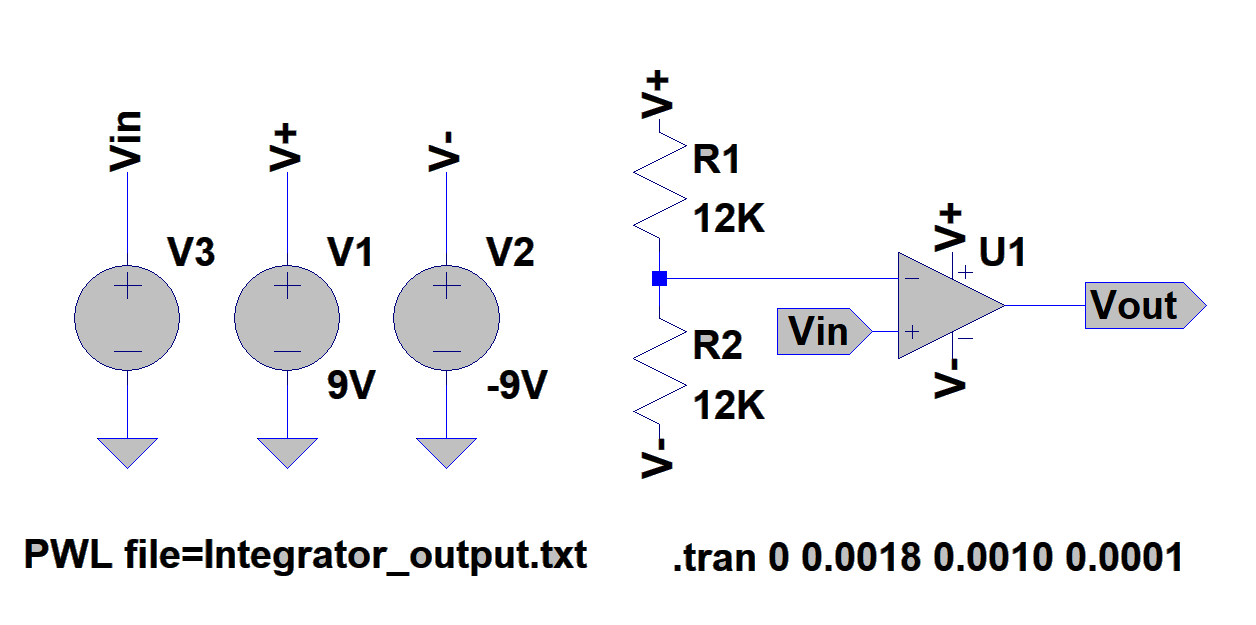 Vin
V+
V-
V3
V1
V2
9V
-9V
V+
R1
12K
R2
12K
V-
Vin
V+
U1
V-
Vout
PWL file=Integrator_output.txt
.tran 0 0.0018 0.0010 0.0001